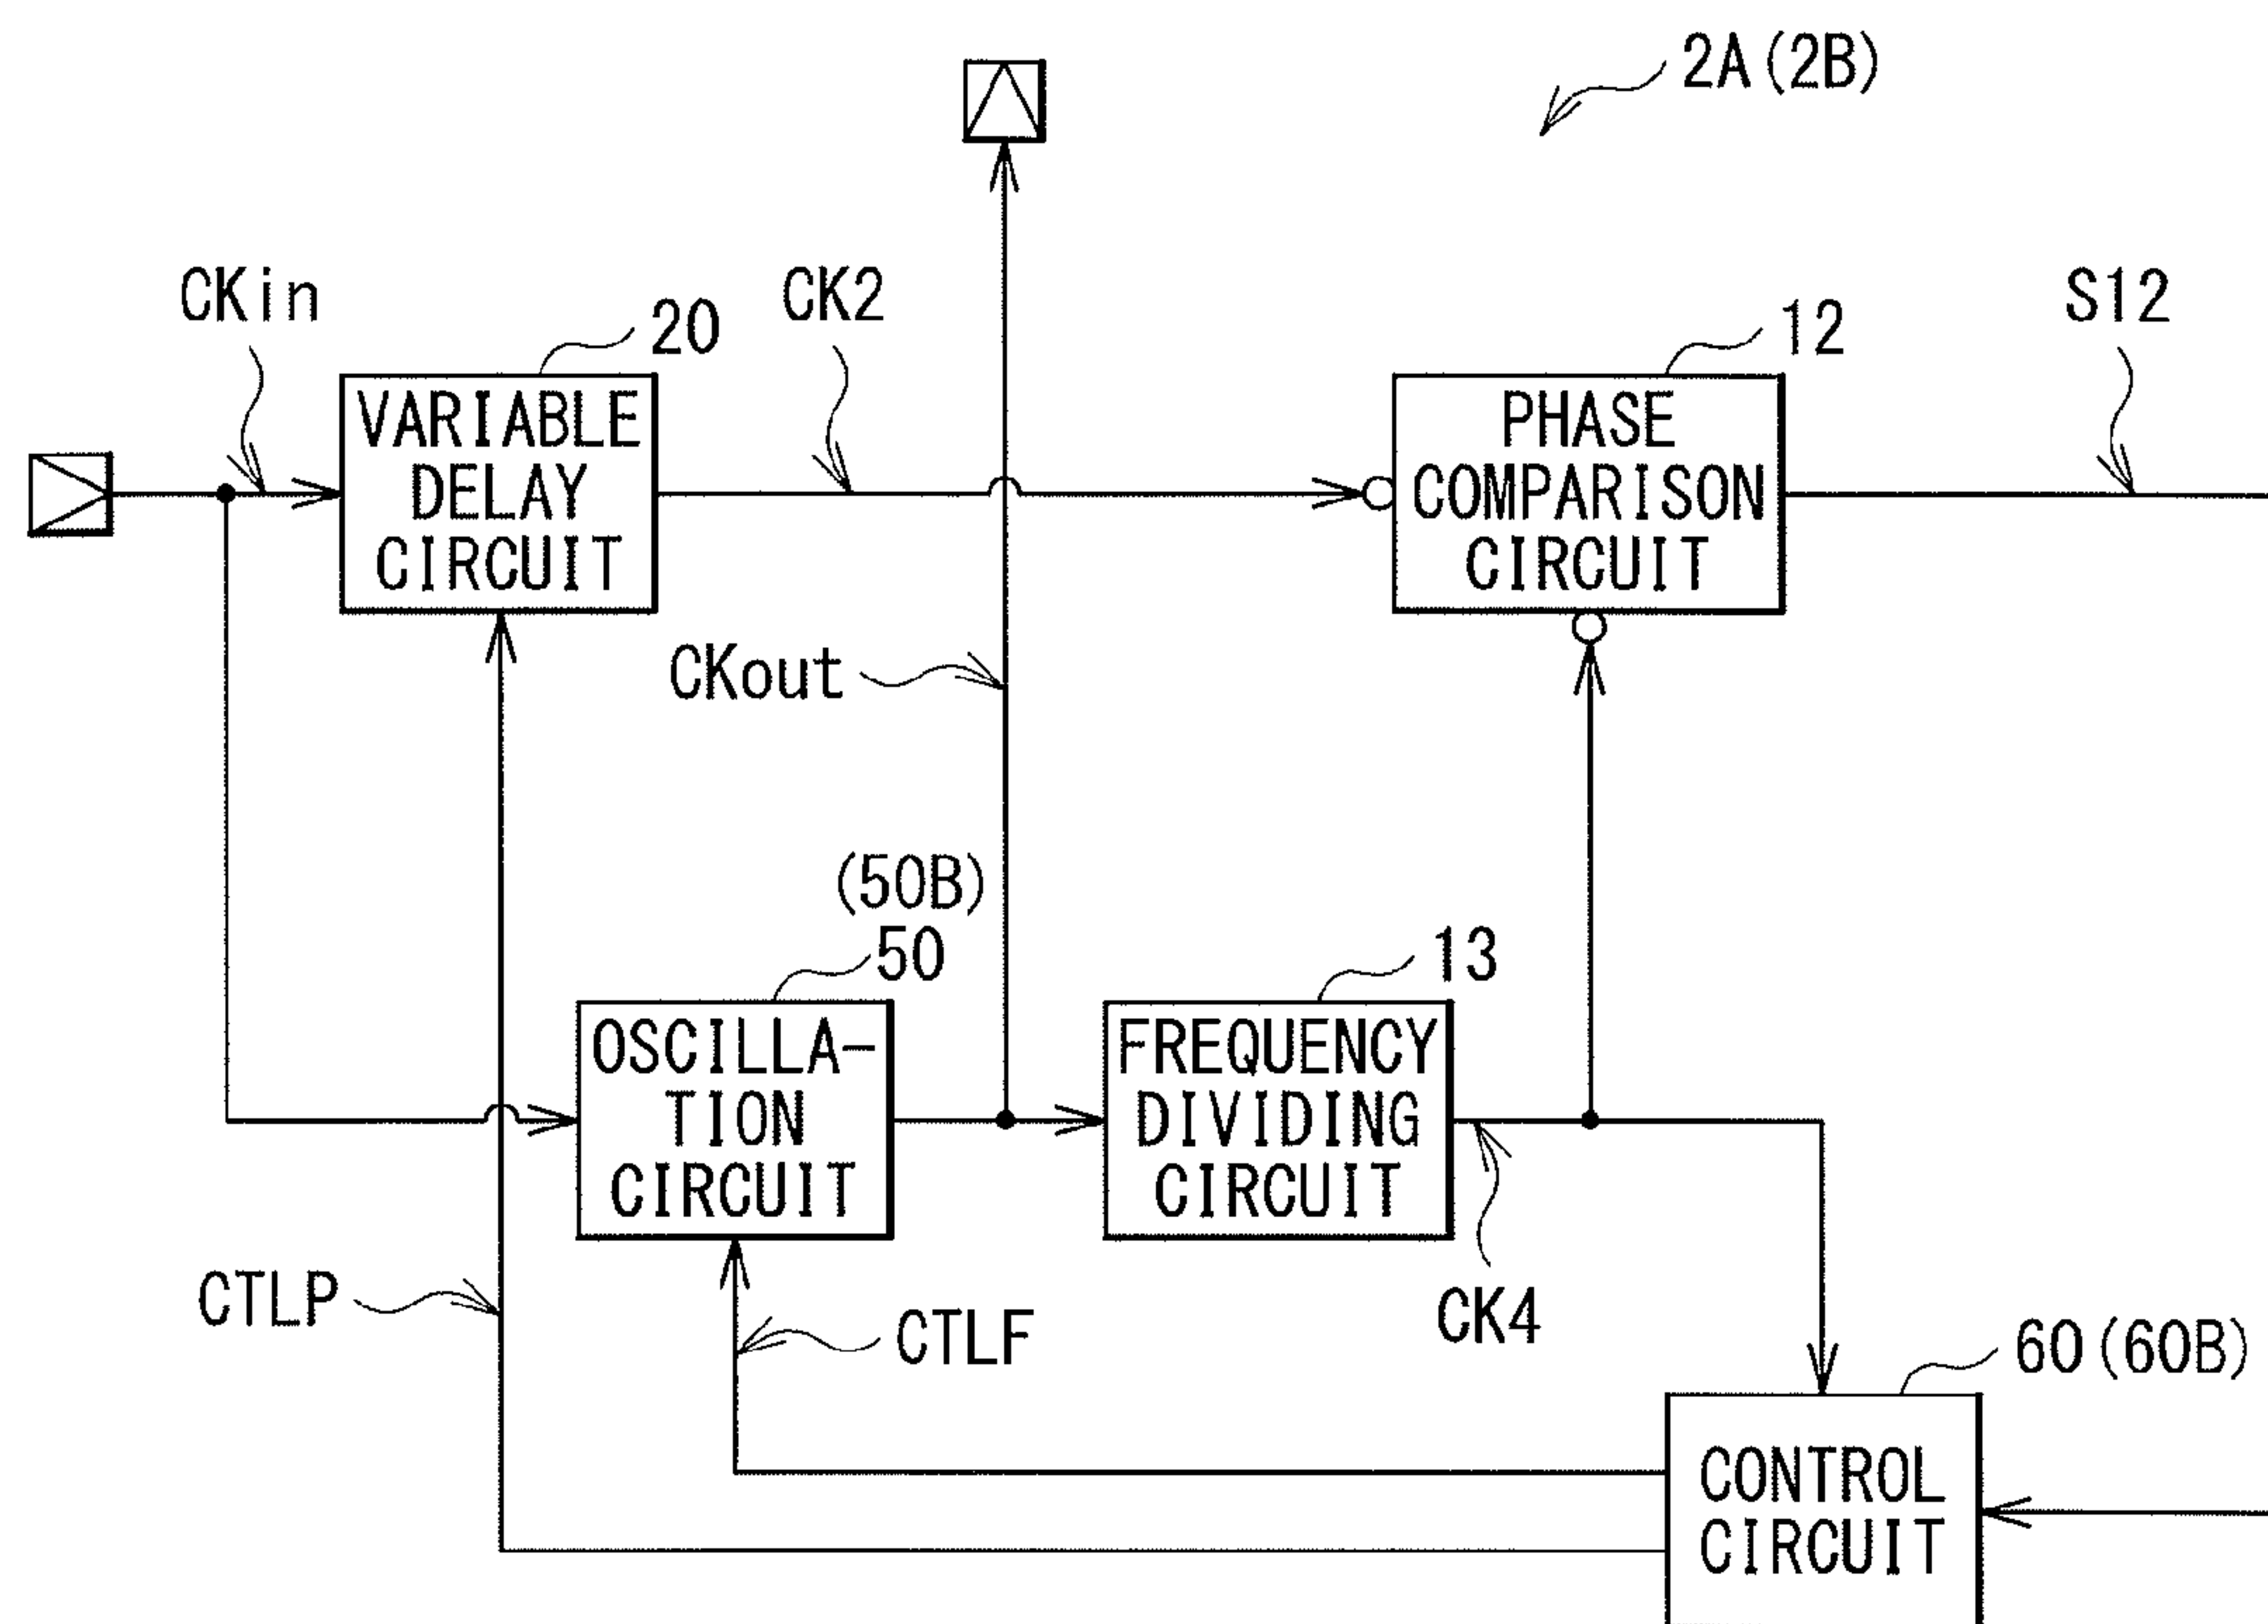 2A(2B)
CKin
20
CK2
12
S12
VARIABLE
DELAY
CIRCUIT
PHASE
COMPARISON
CIRCUIT
CKout
(50B)
50
13
OSCILLA-
TION
CIRCUIT
FREQUENCY
DIVIDING
CIRCUIT
CTLP
CTLF
CK4
60(60B)
CONTROL
CIRCUIT